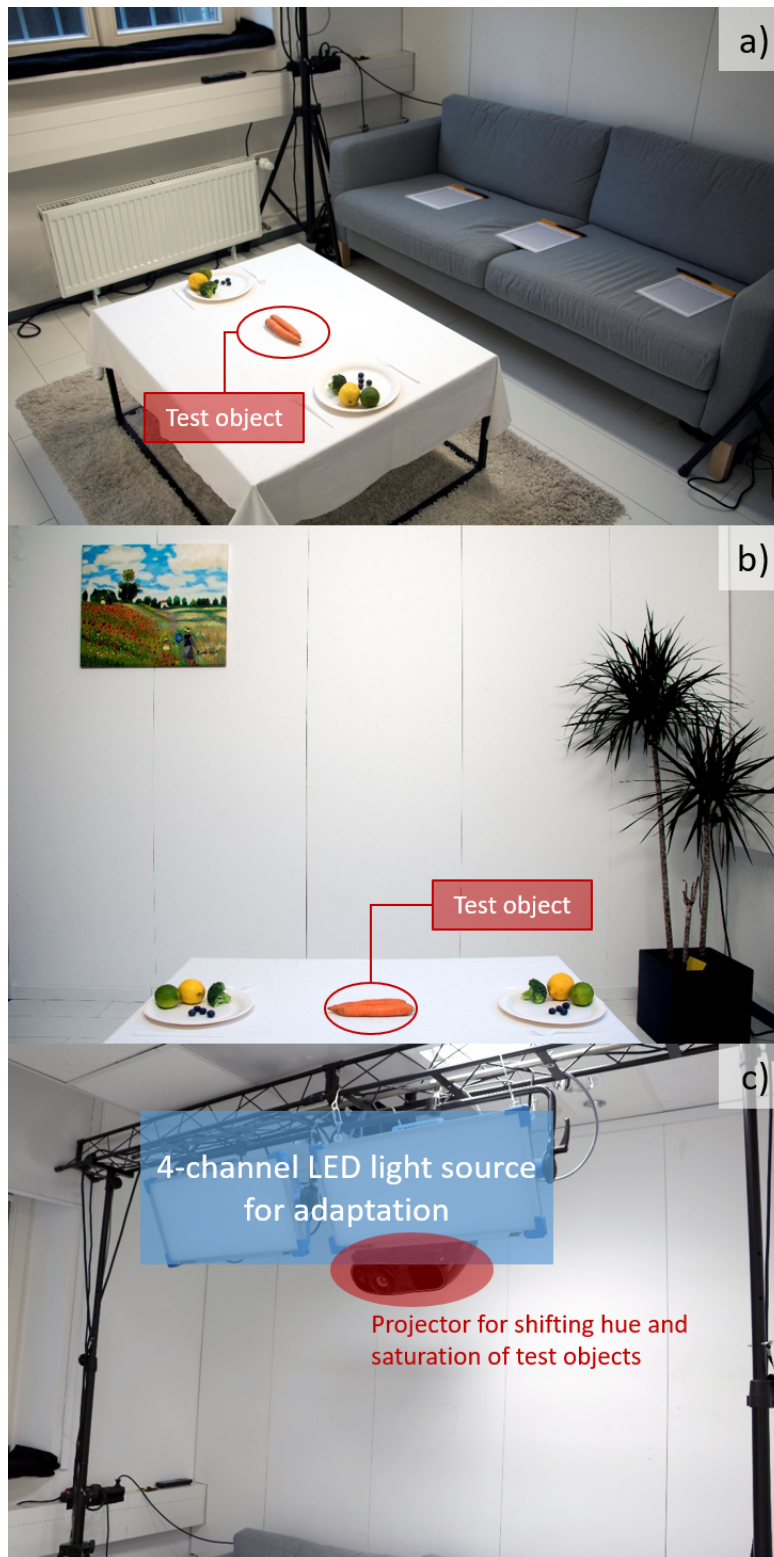 a)
Test object
b)
Test object
c)
4-channel LED light source
for adaptation
Projector for shifting hue and
saturation of test objects